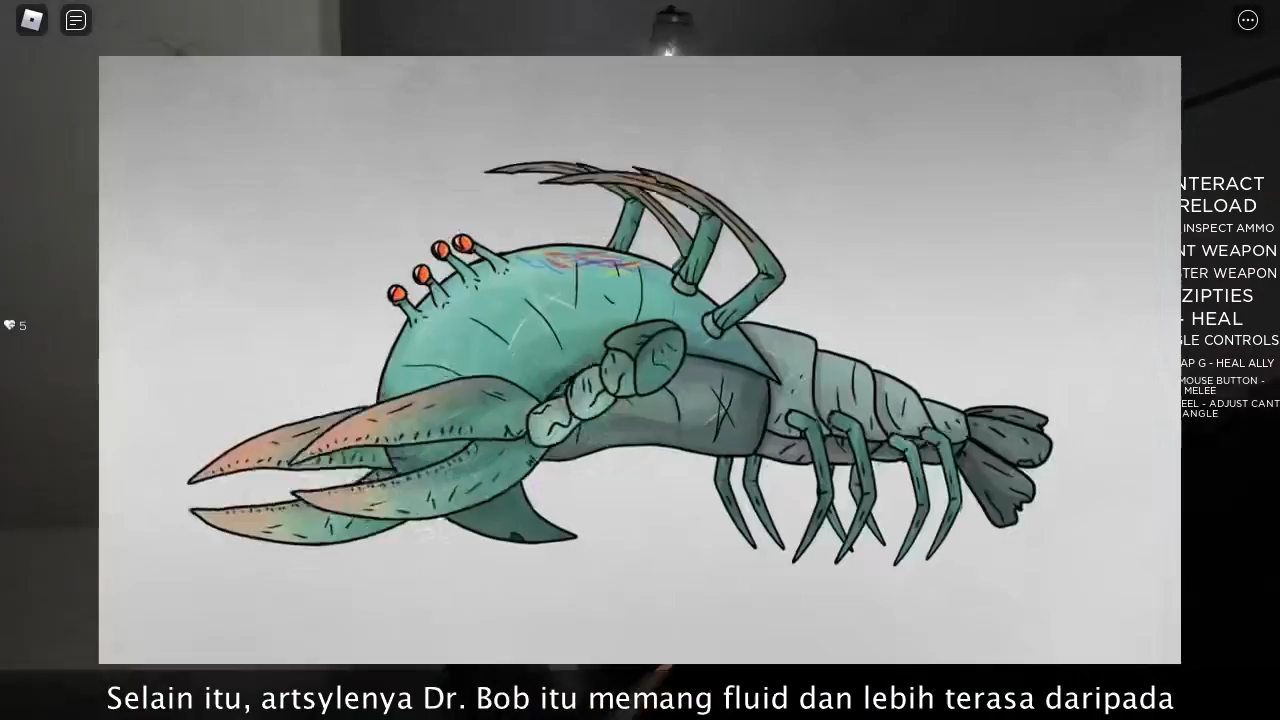 5
NTERACT
RELOAD
INSPECT AMMO
NT WEAPON
TER WEAPON
ZIPTIES
- HEAL
GLE CONTROLS
AP G - HEAL ALLY
MOUSE BUTTON -
MELEE
EEL - ADJUST CANT
ANGLE
Selain itu, artsylenya Dr. Bob itu memang fluid dan lebih terasa daripada